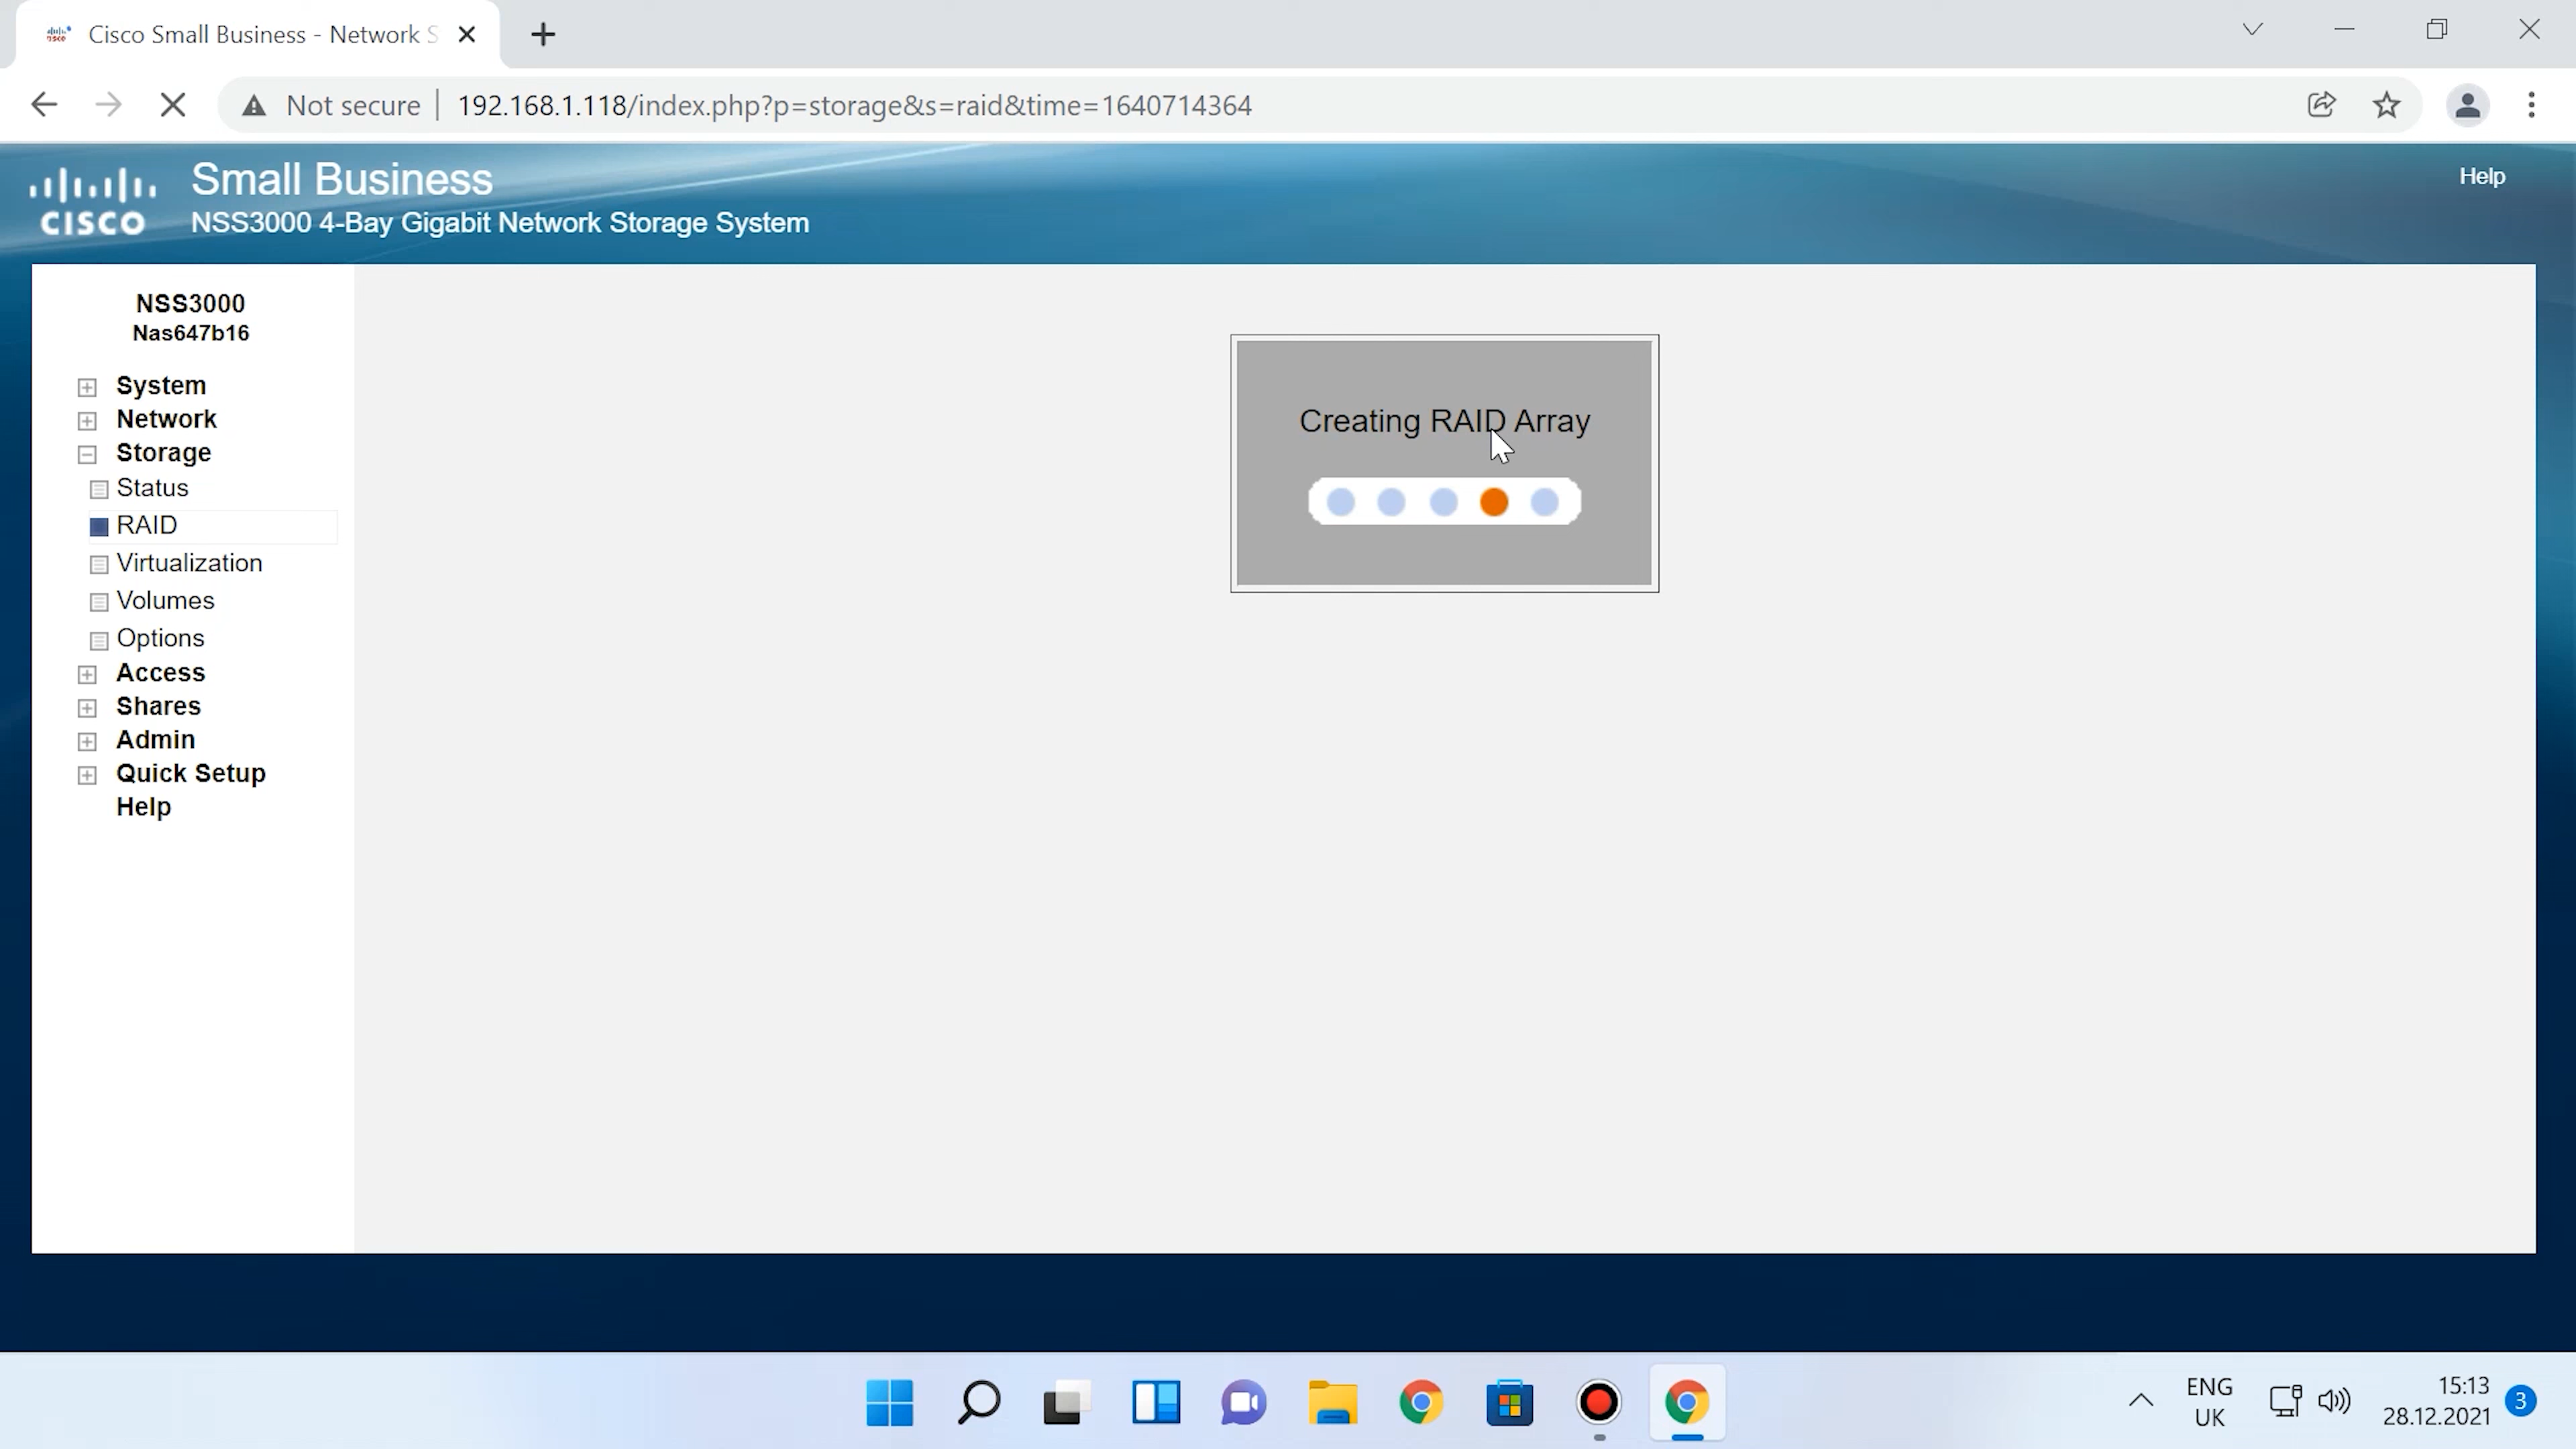 Cisco Small Business - Network S
Not secure
192.168.1.118/index.php?p=storage&s=raid&time=1640714364
CISCO
Small Business
NSS3000 4-Bay Gigabit Network Storage System
Help
NSS3000
Nas647b16
System
Network
Storage
Status
RAID
Virtualization
Volumes
Options
Access
Shares
Admin
Quick Setup
Help
Creating RAID Array
ENG
UK
15:13
28.12.2021
3